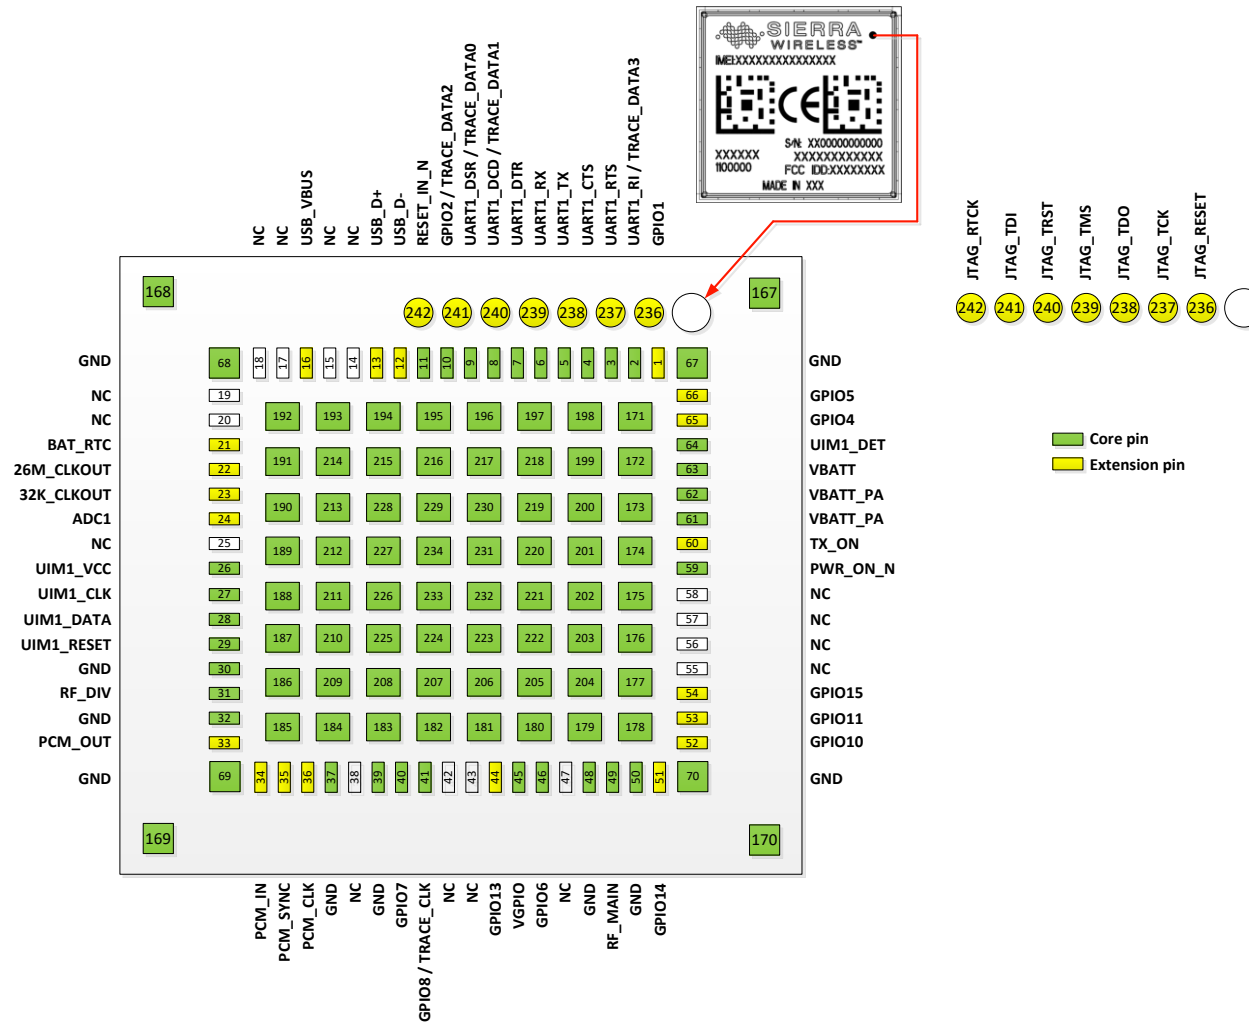 SIERRA
WIRELESS™
IMEI:XXXXXXXXXXXXXXX
CE
S/N: XX00000000000
XXXXXX
XXXXXXXXXXXX
1100000
FCC IDD:XXXXXXXX
MADE IN XXX
NC
NC
USB_VBUS
NC
NC
USB_D+
USB_D-
RESET_IN_N
GPIO2 / TRACE_DATA2
UART1_DSR / TRACE_DATA0
UART1_DCD / TRACE_DATA1
UART1_DTR
UART1_RX
UART1_TX
UART1_CTS
UART1_RTS
UART1_RI / TRACE_DATA3
GPIO1
JTAG_RTCK
JTAG_TDI
JTAG_TRST
JTAG_TMS
JTAG_TDO
JTAG_TCK
JTAG_RESET
242 241 240 239 238 237 236
168
167
242 241 240 239 238 237 236
GND 68 18 17 16 15 14 13 12 11 10 9 8 7 6 5 4 3 2 1 67 GND
NC 19 66 GPIO5
192 193 194 195 196 197 198 171
NC 20 65 GPIO4
BAT_RTC 21 64 UIM1_DET
191 214 215 216 217 218 199 172
26M_CLKOUT 22 63 VBATT
32K_CLKOUT 23 62 VBATT_PA
190 213 228 229 230 219 200 173
ADC1 24 61 VBATT_PA
NC 25 60 TX_ON
189 212 227 234 231 220 201 174
UIM1_VCC 26 59 PWR_ON_N
UIM1_CLK 27 58 NC
188 211 226 233 232 221 202 175
UIM1_DATA 28 57 NC
187 210 225 224 223 222 203 176
UIM1_RESET 29 56 NC
GND 30 55 NC
186 209 208 207 206 205 204 177
RF_DIV 31 54 GPIO15
GND 32 53 GPIO11
185 184 183 182 181 180 179 178
PCM_OUT 33 52 GPIO10
GND 69 34 35 36 37 38 39 40 41 42 43 44 45 46 47 48 49 50 51 70 GND
169
170
PCM_IN
PCM_SYNC
PCM_CLK
GND
NC
GND
GPIO7
GPIO8 / TRACE_CLK
NC
NC
GPIO13
VGPIO
GPIO6
NC
GND
RF_MAIN
GND
GPIO14
Core pin
Extension pin